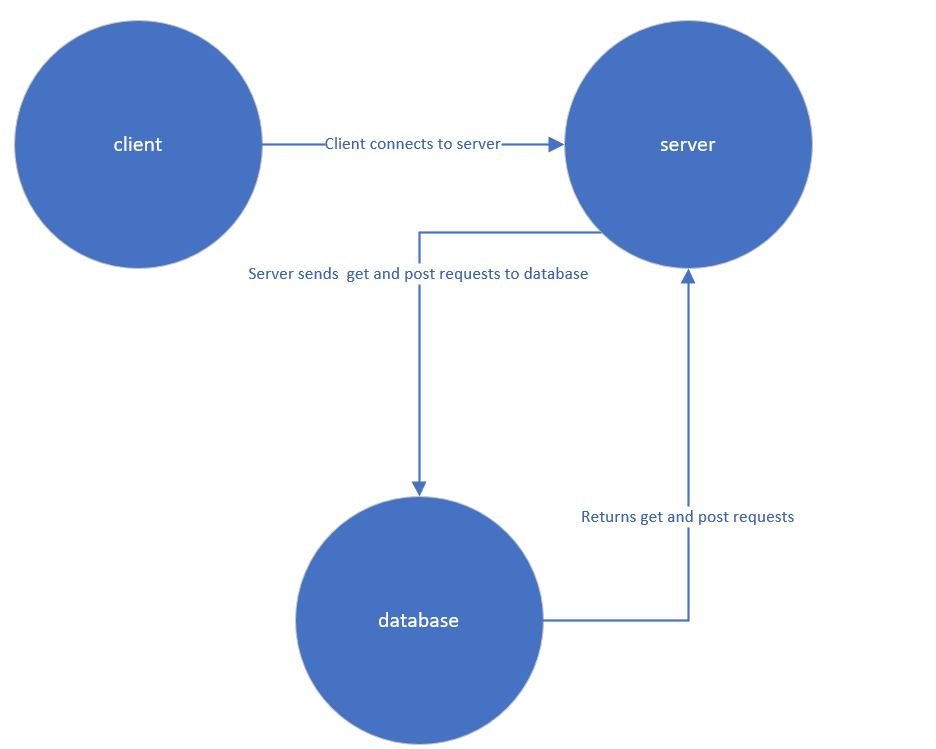 client
Client connects to server
server
Server sends  get and post requests to database
Returns get and post requests
database